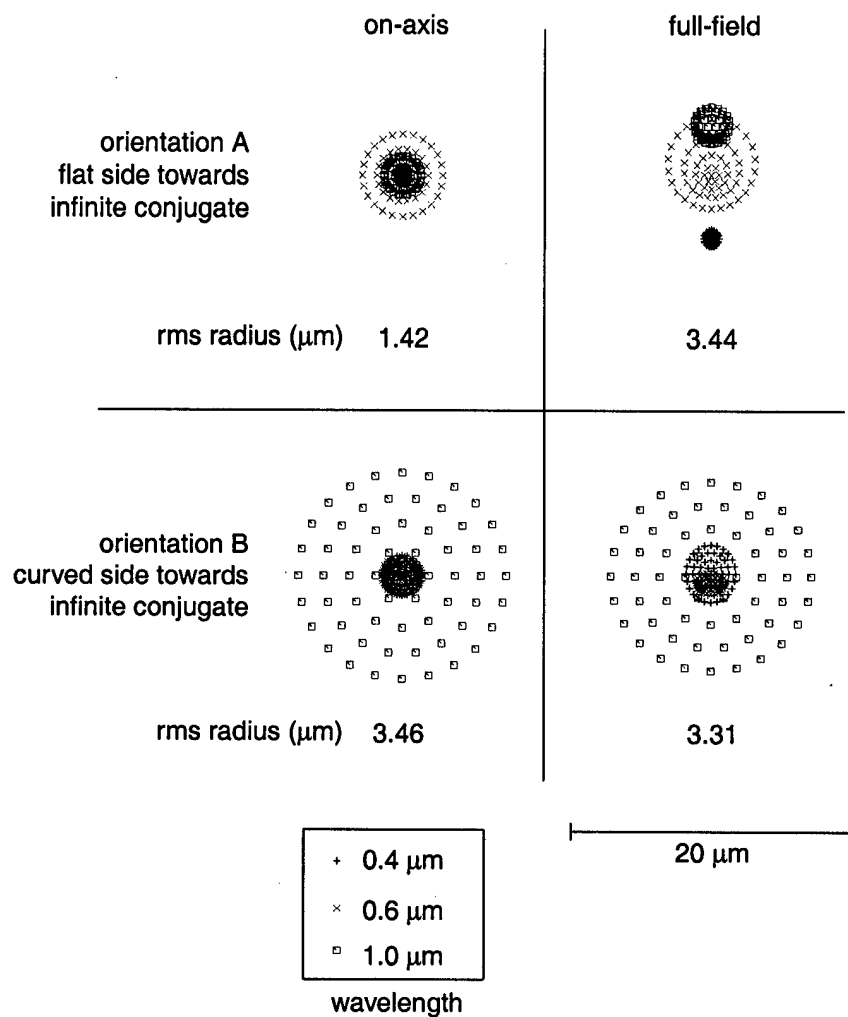 on-axis
full-field
orientation A
flat side towards
infinite conjugate
rms radius (μm) 1.42 3.44
orientation B
curved side towards
infinite conjugate
rms radius (μm) 3.46 3.31
20 μm
+ 0.4 μm
× 0.6 μm
□ 1.0 μm
wavelength